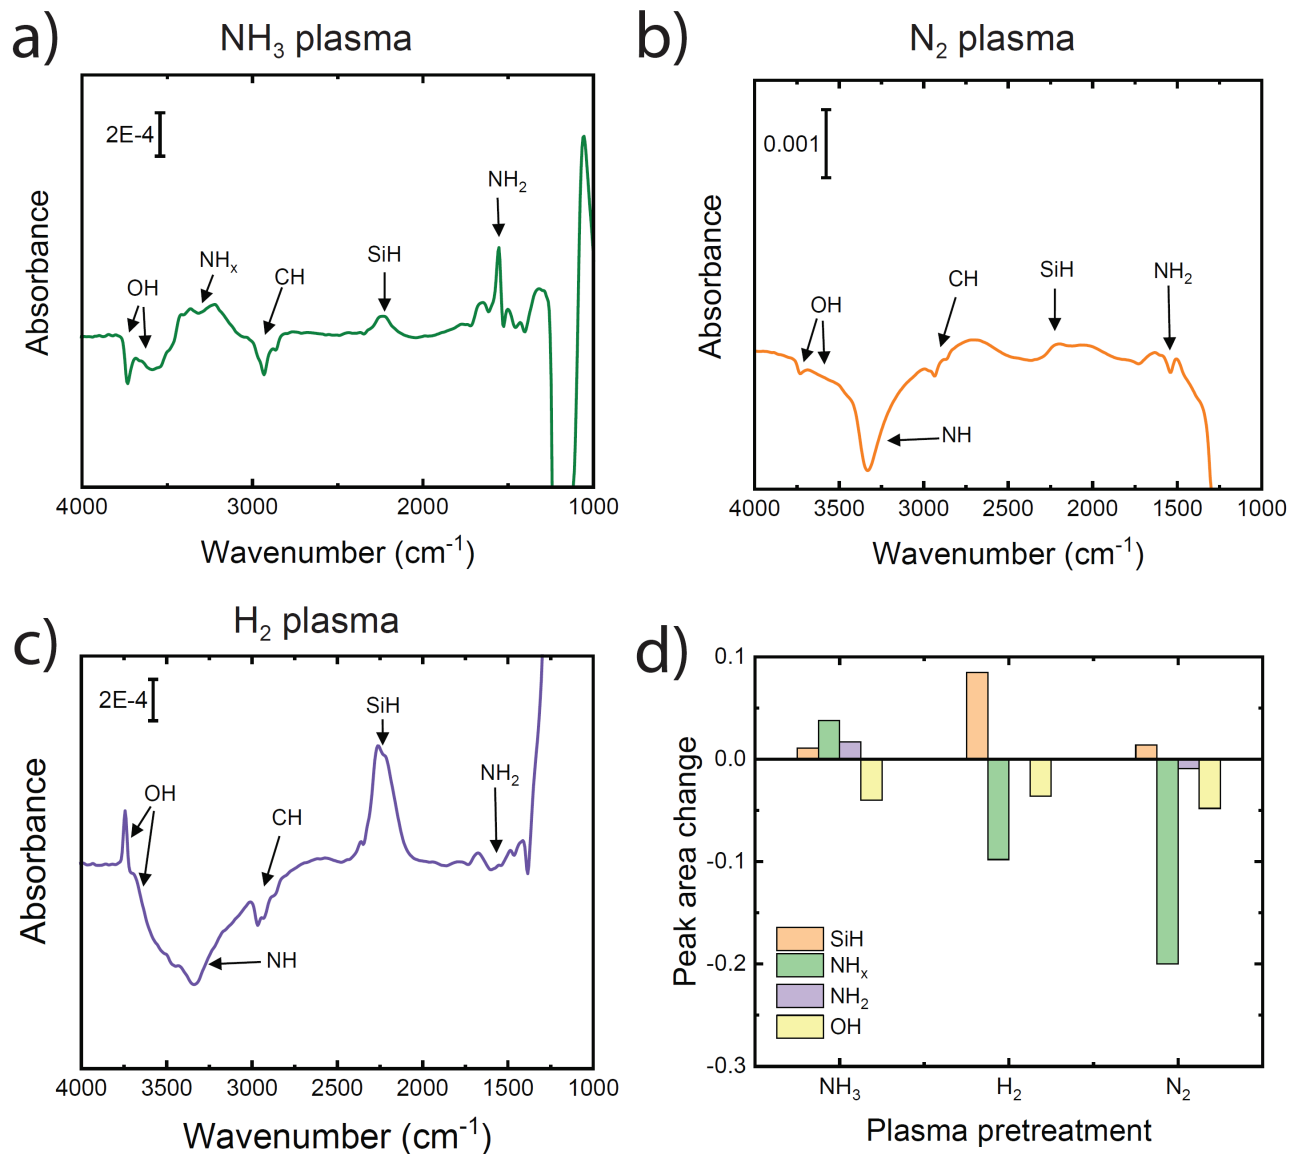 a)
NH₃ plasma
2E-4
OH
NHₓ
CH
SiH
NH₂
Absorbance
4000 3000 2000 1000
Wavenumber (cm⁻¹)
b)
N₂ plasma
0.001
OH
CH
SiH
NH₂
NH
Absorbance
4000 3500 3000 2500 2000 1500 1000
Wavenumber (cm⁻¹)
c)
H₂ plasma
2E-4
OH
CH
SiH
NH₂
NH
Absorbance
4000 3500 3000 2500 2000 1500 1000
Wavenumber (cm⁻¹)
d)
0.1
0.0
-0.1
-0.2
-0.3
Peak area change
SiH
NHₓ
NH₂
OH
NH₃ H₂ N₂
Plasma pretreatment